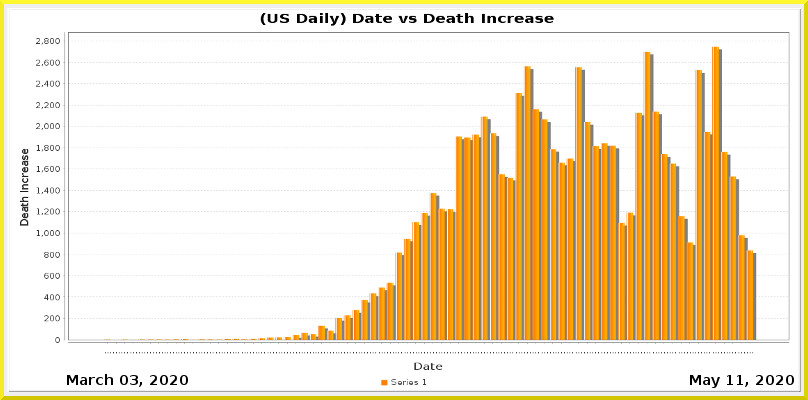 (US Daily) Date vs Death Increase
2,800
2,600
2,400
2,200
2,000
1,800
1,600
1,400
1,200
1,000
800
600
400
200
0
Death Increase
Date
March 03, 2020
May 11, 2020
Series 1